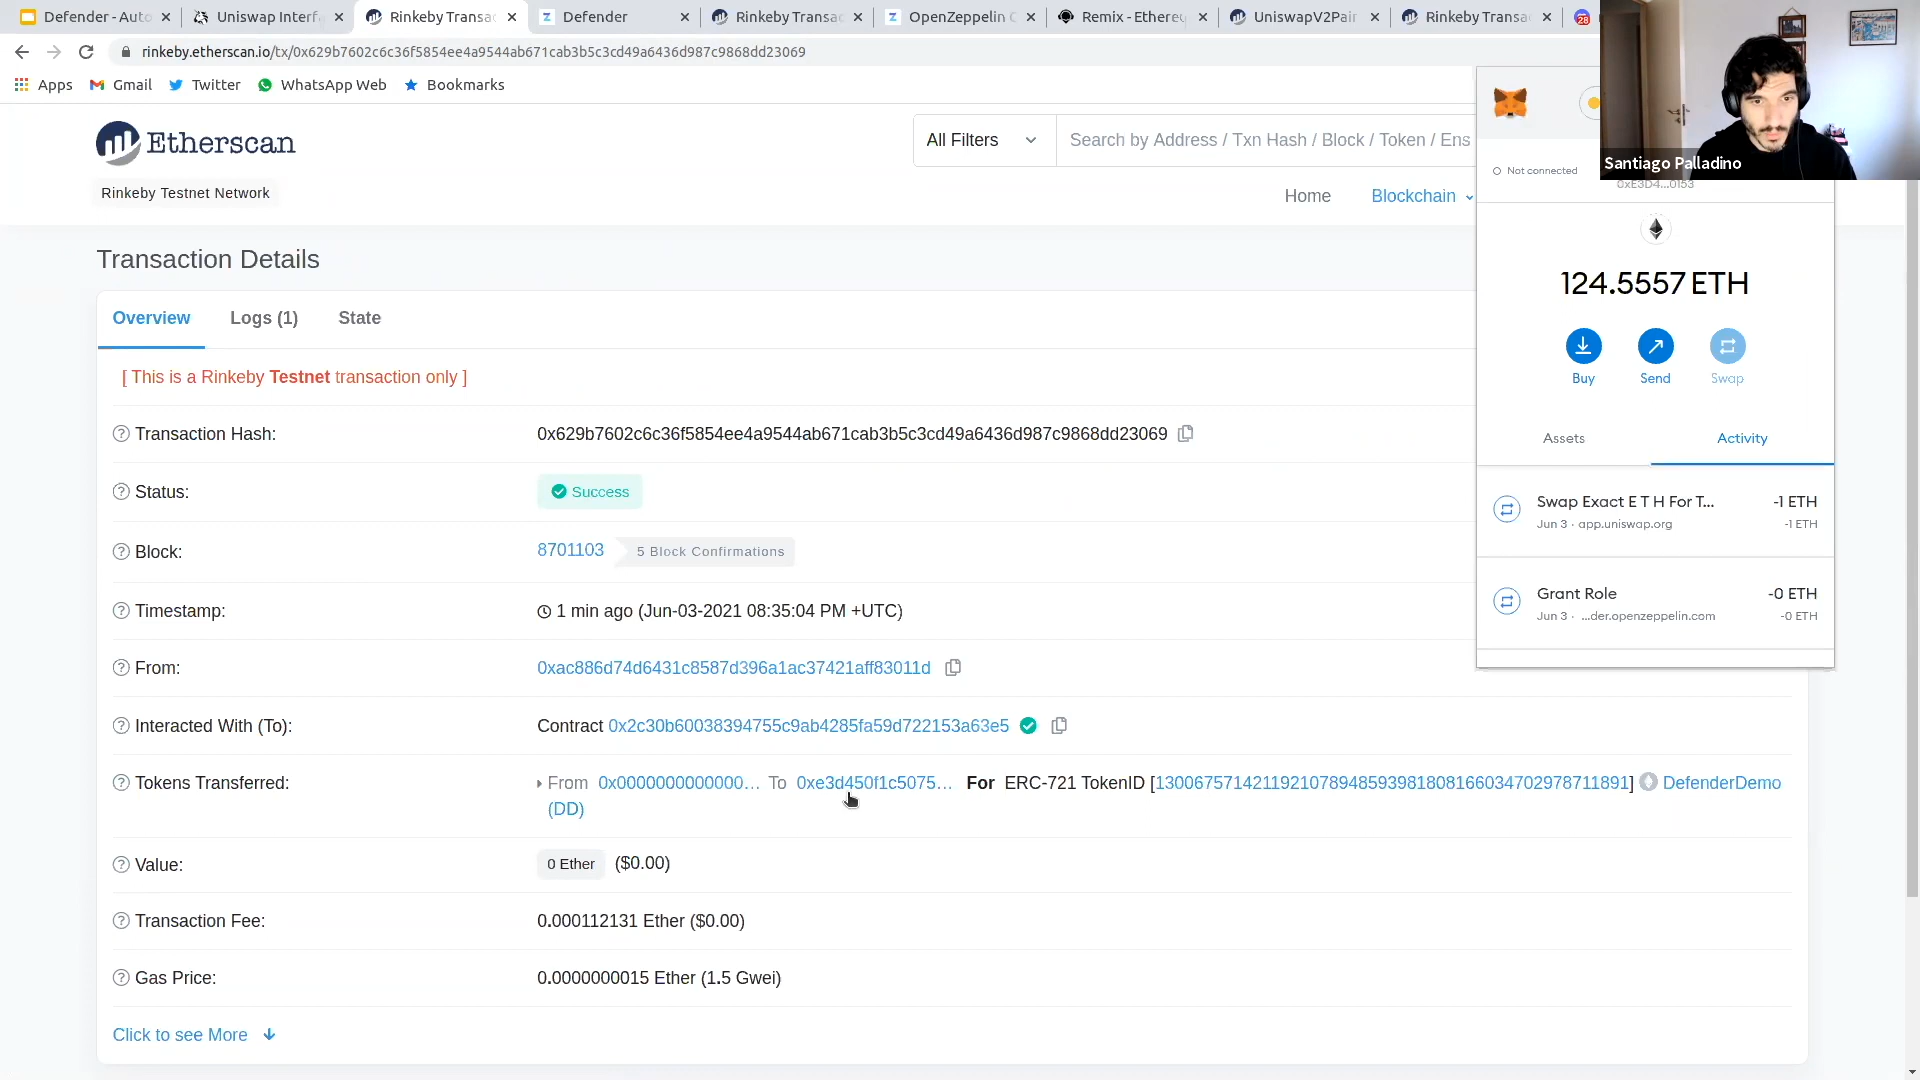 Defender - Auto
Uniswap Interf
Rinkeby Transac
Defender
Rinkeby Transac
OpenZeppelin C
Remix - Ethereu
UniswapV2Pair
Rinkeby Transa
28
rinkeby.etherscan.io/tx/0x629b7602c6c36f5854ee4a9544ab671cab3b5c3cd49a6436d987c9868dd23069
Apps
Gmail
Twitter
WhatsApp Web
Bookmarks
Etherscan
Rinkeby Testnet Network
All Filters
Search by Address / Txn Hash / Block / Token / Ens
Home
Blockchain
Santiago Palladino
Not connected
0xE3D4...0153
124.5557 ETH
Buy
Send
Swap
Assets
Activity
Swap Exact E T H For T...
-1 ETH
Jun 3 · app.uniswap.org
-1 ETH
Grant Role
-0 ETH
Jun 3 · ...der.openzeppelin.com
-0 ETH
Transaction Details
Overview
Logs (1)
State
[ This is a Rinkeby Testnet transaction only ]
Transaction Hash:
0x629b7602c6c36f5854ee4a9544ab671cab3b5c3cd49a6436d987c9868dd23069
Status:
Success
Block:
8701103
5 Block Confirmations
Timestamp:
1 min ago (Jun-03-2021 08:35:04 PM +UTC)
From:
0xac886d74d6431c8587d396a1ac37421aff83011d
Interacted With (To):
Contract 0x2c30b60038394755c9ab4285fa59d722153a63e5
Tokens Transferred:
From 0x0000000000000... To 0xe3d450f1c5075... For ERC-721 TokenID [1300675714211921078948593981808166034702978711891] DefenderDemo
(DD)
Value:
0 Ether ($0.00)
Transaction Fee:
0.000112131 Ether ($0.00)
Gas Price:
0.0000000015 Ether (1.5 Gwei)
Click to see More